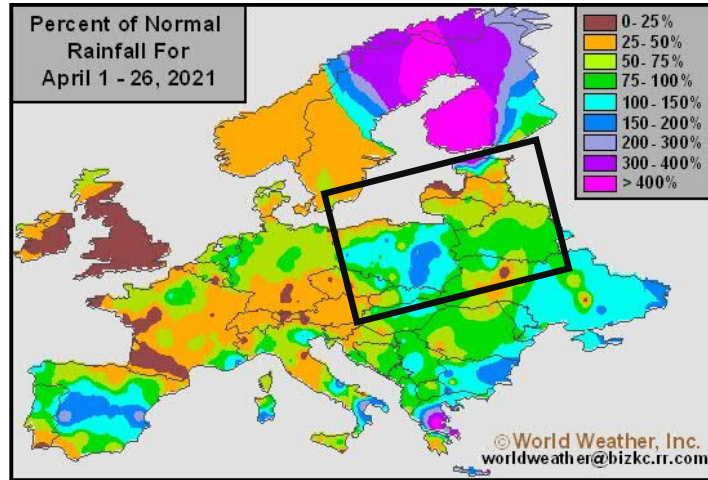 Percent of Normal
Rainfall For
April 1 - 26, 2021
0- 25%
25- 50%
50 - 75%
75- 100%
100- 150%
150- 200%
200 - 300%
300 - 400%
> 400%
©World Weather, Inc.
worldweather@bizkc.rr.com